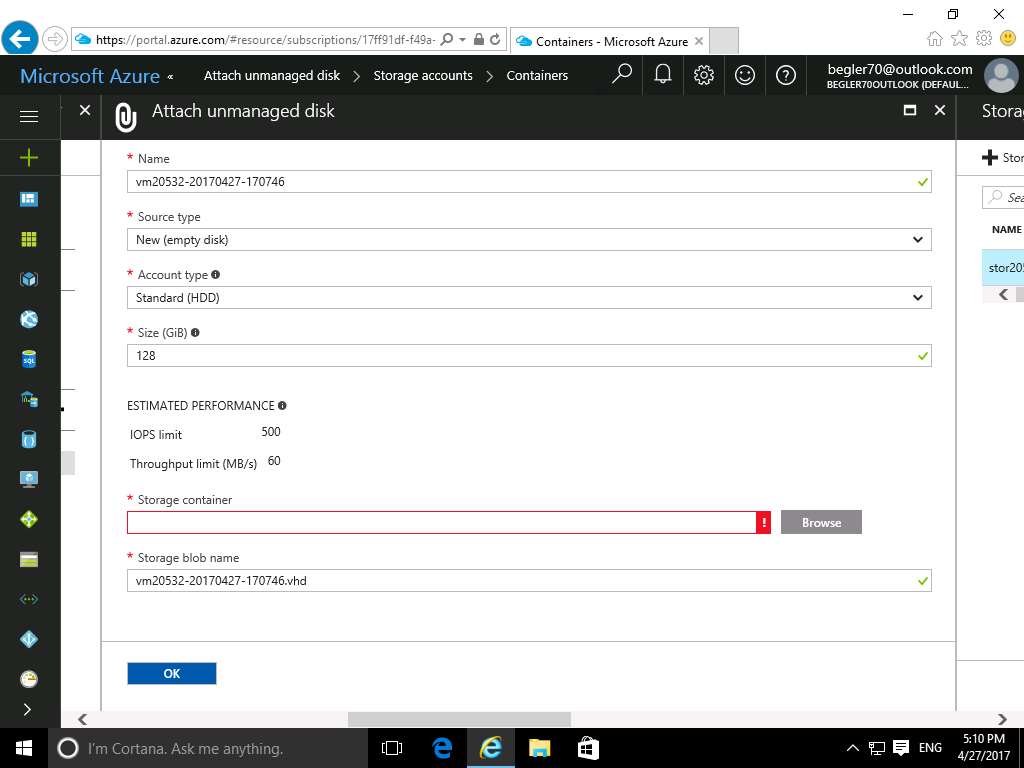 https://portal.azure.com/#resource/subscriptions/17ff91df-f49a-
Containers - Microsoft Azure
Microsoft Azure «
Attach unmanaged disk > Storage accounts > Containers
begler70@outlook.com
BEGLER70OUTLOOK (DEFAUL...
Attach unmanaged disk
* Name
vm20532-20170427-170746
* Source type
New (empty disk)
* Account type
Standard (HDD)
* Size (GiB)
128
ESTIMATED PERFORMANCE
IOPS limit 500
Throughput limit (MB/s) 60
* Storage container
!
Browse
* Storage blob name
vm20532-20170427-170746.vhd
OK
Storag
Stor
Sea
NAME
stor205
SQL
I'm Cortana. Ask me anything.
ENG
5:10 PM
4/27/2017